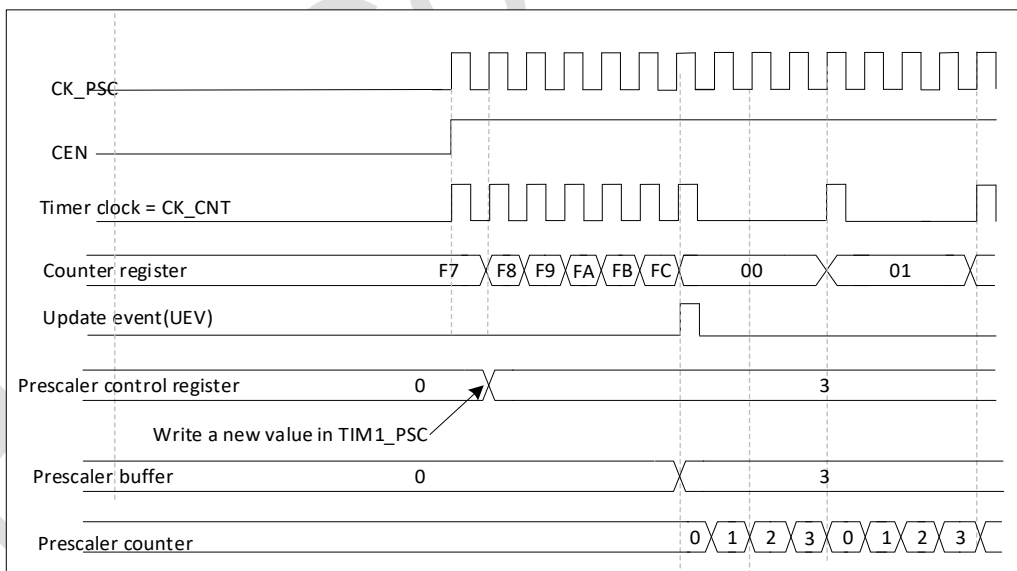 CK_PSC
CEN
Timer clock = CK_CNT
Counter register F7 F8 F9 FA FB FC 00 01
Update event(UEV)
Prescaler control register 0 3
Write a new value in TIM1_PSC
Prescaler buffer 0 3
Prescaler counter 0 1 2 3 0 1 2 3